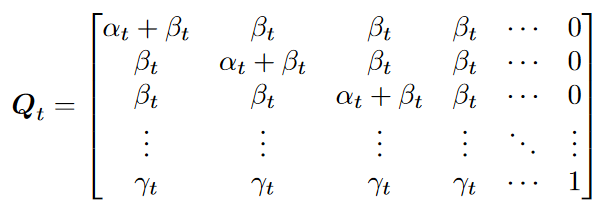 Q_t = [ α_t + β_t   β_t   β_t   β_t   ⋯   0
β_t   α_t + β_t   β_t   β_t   ⋯   0
β_t   β_t   α_t + β_t   β_t   ⋯   0
⋮   ⋮   ⋮   ⋮   ⋱   ⋮
γ_t   γ_t   γ_t   γ_t   ⋯   1 ]